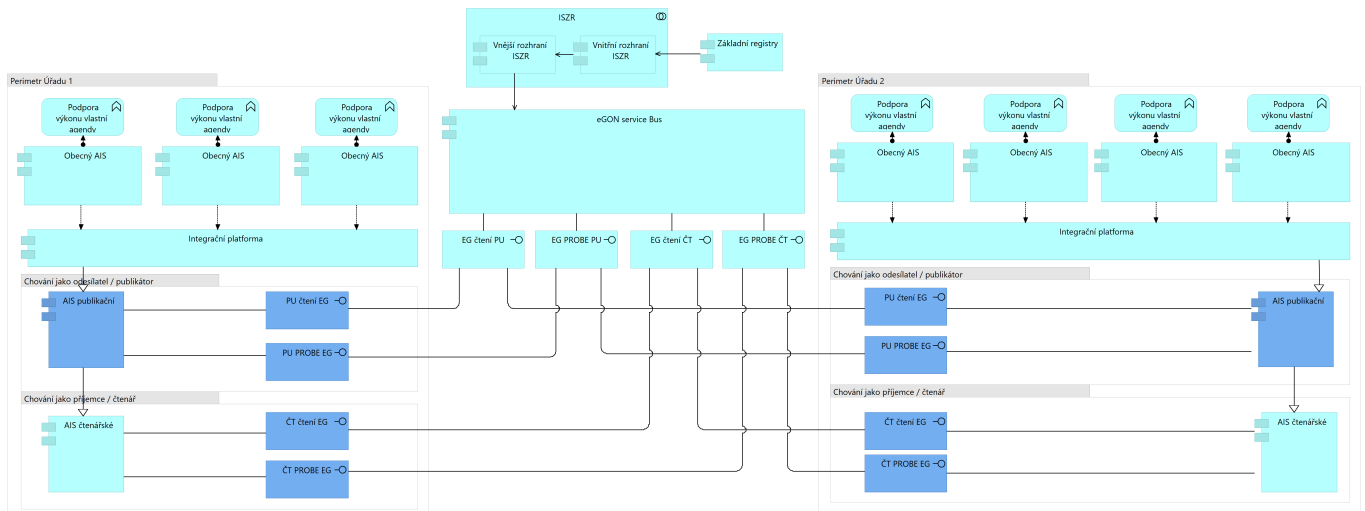 ISZR
Vnější rozhraní
ISZR
Vnitřní rozhraní
ISZR
Základní registry
Perimetr Úřadu 1
Podpora
výkonu vlastní
agendy
Podpora
výkonu vlastní
agendy
Podpora
výkonu vlastní
agendy
Obecný AIS
Obecný AIS
Obecný AIS
Integrační platforma
Chování jako odesílatel / publikátor
AIS publikační
PU čtení EG
PU PROBE EG
Chování jako příjemce / čtenář
AIS čtenářské
ČT čtení EG
ČT PROBE EG
eGON service Bus
EG čtení PU
EG PROBE PU
EG čtení ČT
EG PROBE ČT
Perimetr Úřadu 2
Podpora
výkonu vlastní
agendy
Podpora
výkonu vlastní
agendy
Podpora
výkonu vlastní
agendy
Podpora
výkonu vlastní
agendy
Obecný AIS
Obecný AIS
Obecný AIS
Obecný AIS
Integrační platforma
Chování jako odesílatel / publikátor
PU čtení EG
AIS publikační
PU PROBE EG
Chování jako příjemce / čtenář
ČT čtení EG
AIS čtenářské
ČT PROBE EG